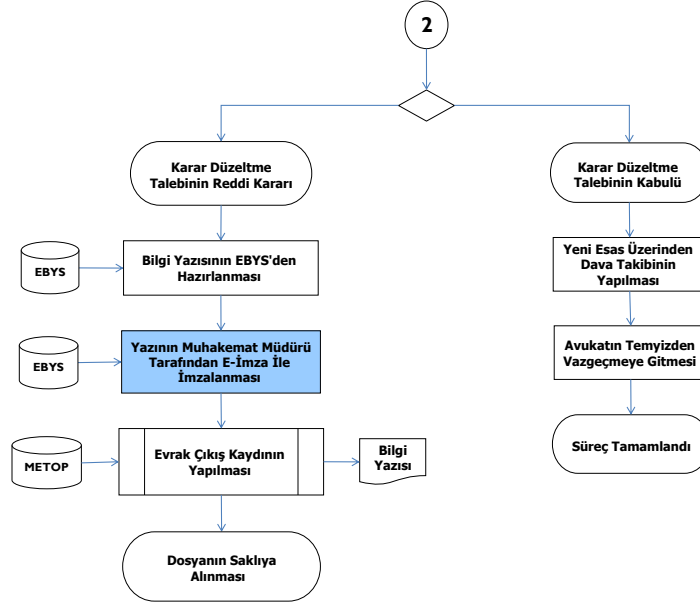 2
Karar Düzeltme
Talebinin Reddi Kararı
Karar Düzeltme
Talebinin Kabulü
EBYS
Bilgi Yazısının EBYS'den
Hazırlanması
Yeni Esas Üzerinden
Dava Takibinin
Yapılması
EBYS
Yazının Muhakemat Müdürü
Tarafından E-İmza İle
İmzalanması
Avukatın Temyizden
Vazgeçmeye Gitmesi
METOP
Evrak Çıkış Kaydının
Yapılması
Bilgi
Yazısı
Süreç Tamamlandı
Dosyanın Saklıya
Alınması